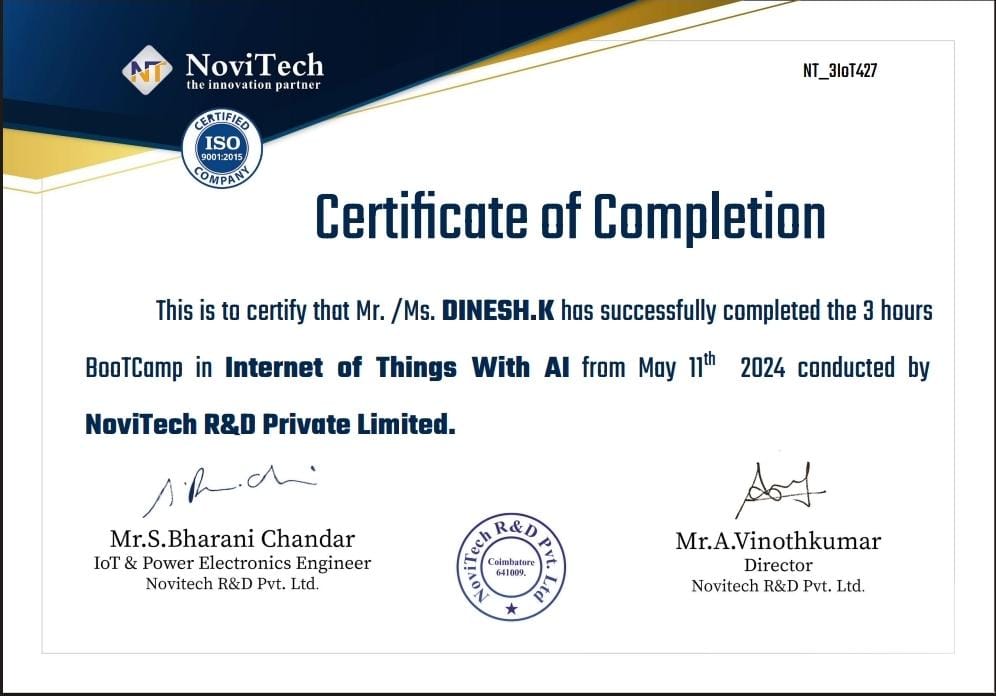 NT
NoviTech
the innovation partner
NT_3IoT427
CERTIFIED
ISO
9001:2015
COMPANY
Certificate of Completion
This is to certify that Mr. /Ms. DINESH.K has successfully completed the 3 hours
BooTCamp in Internet of Things With AI from May 11th 2024 conducted by
NoviTech R&D Private Limited.
Mr.S.Bharani Chandar
IoT & Power Electronics Engineer
Novitech R&D Pvt. Ltd.
NoviTech R&D Pvt. Ltd
Coimbatore
641009.
Mr.A.Vinothkumar
Director
Novitech R&D Pvt. Ltd.